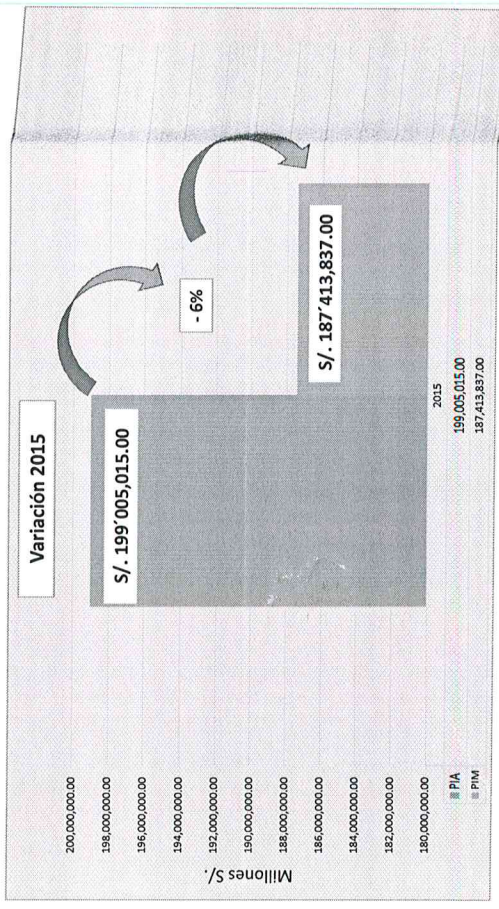 Variación 2015
S/. 199´005,015.00
- 6%
S/. 187´413,837.00
Millones S/.
200,000,000.00
198,000,000.00
196,000,000.00
194,000,000.00
192,000,000.00
190,000,000.00
188,000,000.00
186,000,000.00
184,000,000.00
182,000,000.00
180,000,000.00
2015
PIA 199,005,015.00
PIM 187,413,837.00